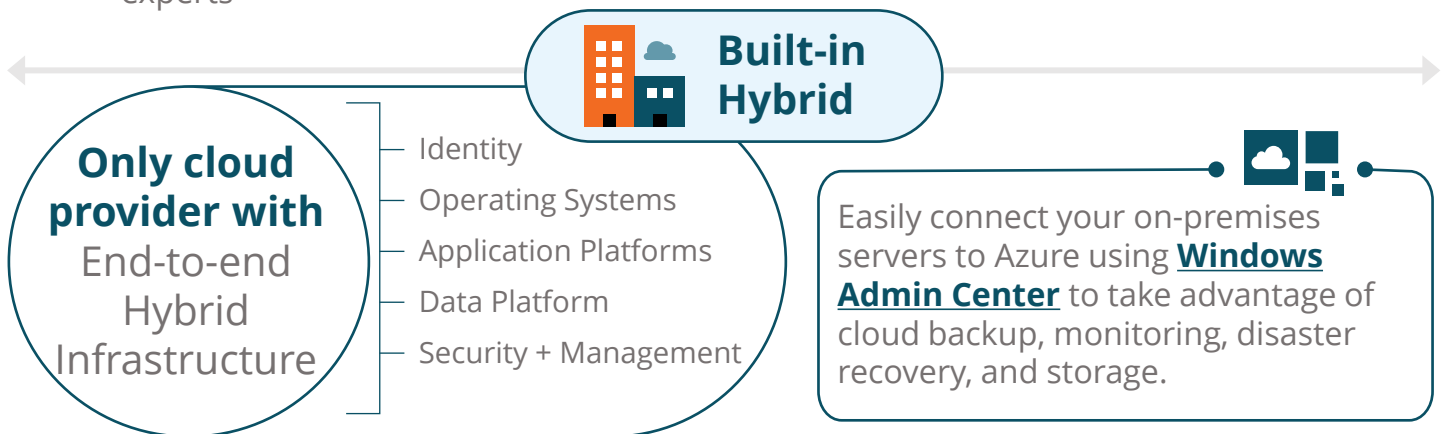 experts
Built-in
Hybrid
Only cloud
provider with
End-to-end
Hybrid
Infrastructure
Identity
Operating Systems
Application Platforms
Data Platform
Security + Management
Easily connect your on-premises
servers to Azure using Windows
Admin Center to take advantage of
cloud backup, monitoring, disaster
recovery, and storage.